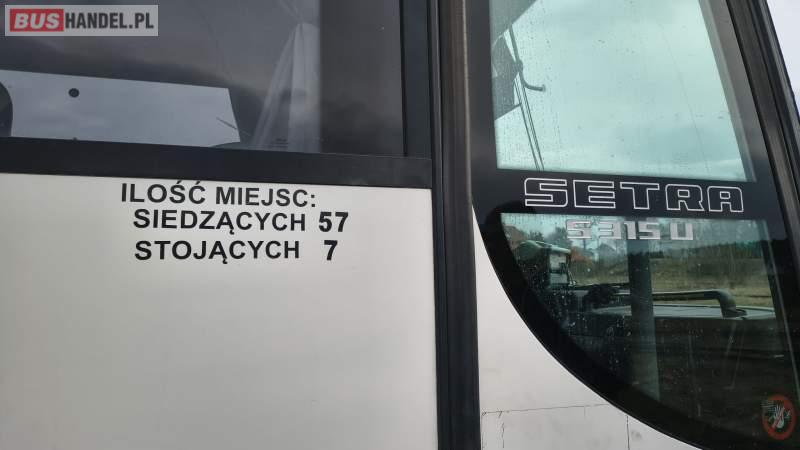 BUSHANDEL.PL
ILOŚĆ MIEJSC:
SIEDZĄCYCH 57
STOJĄCYCH 7
SETRA
S 315 U